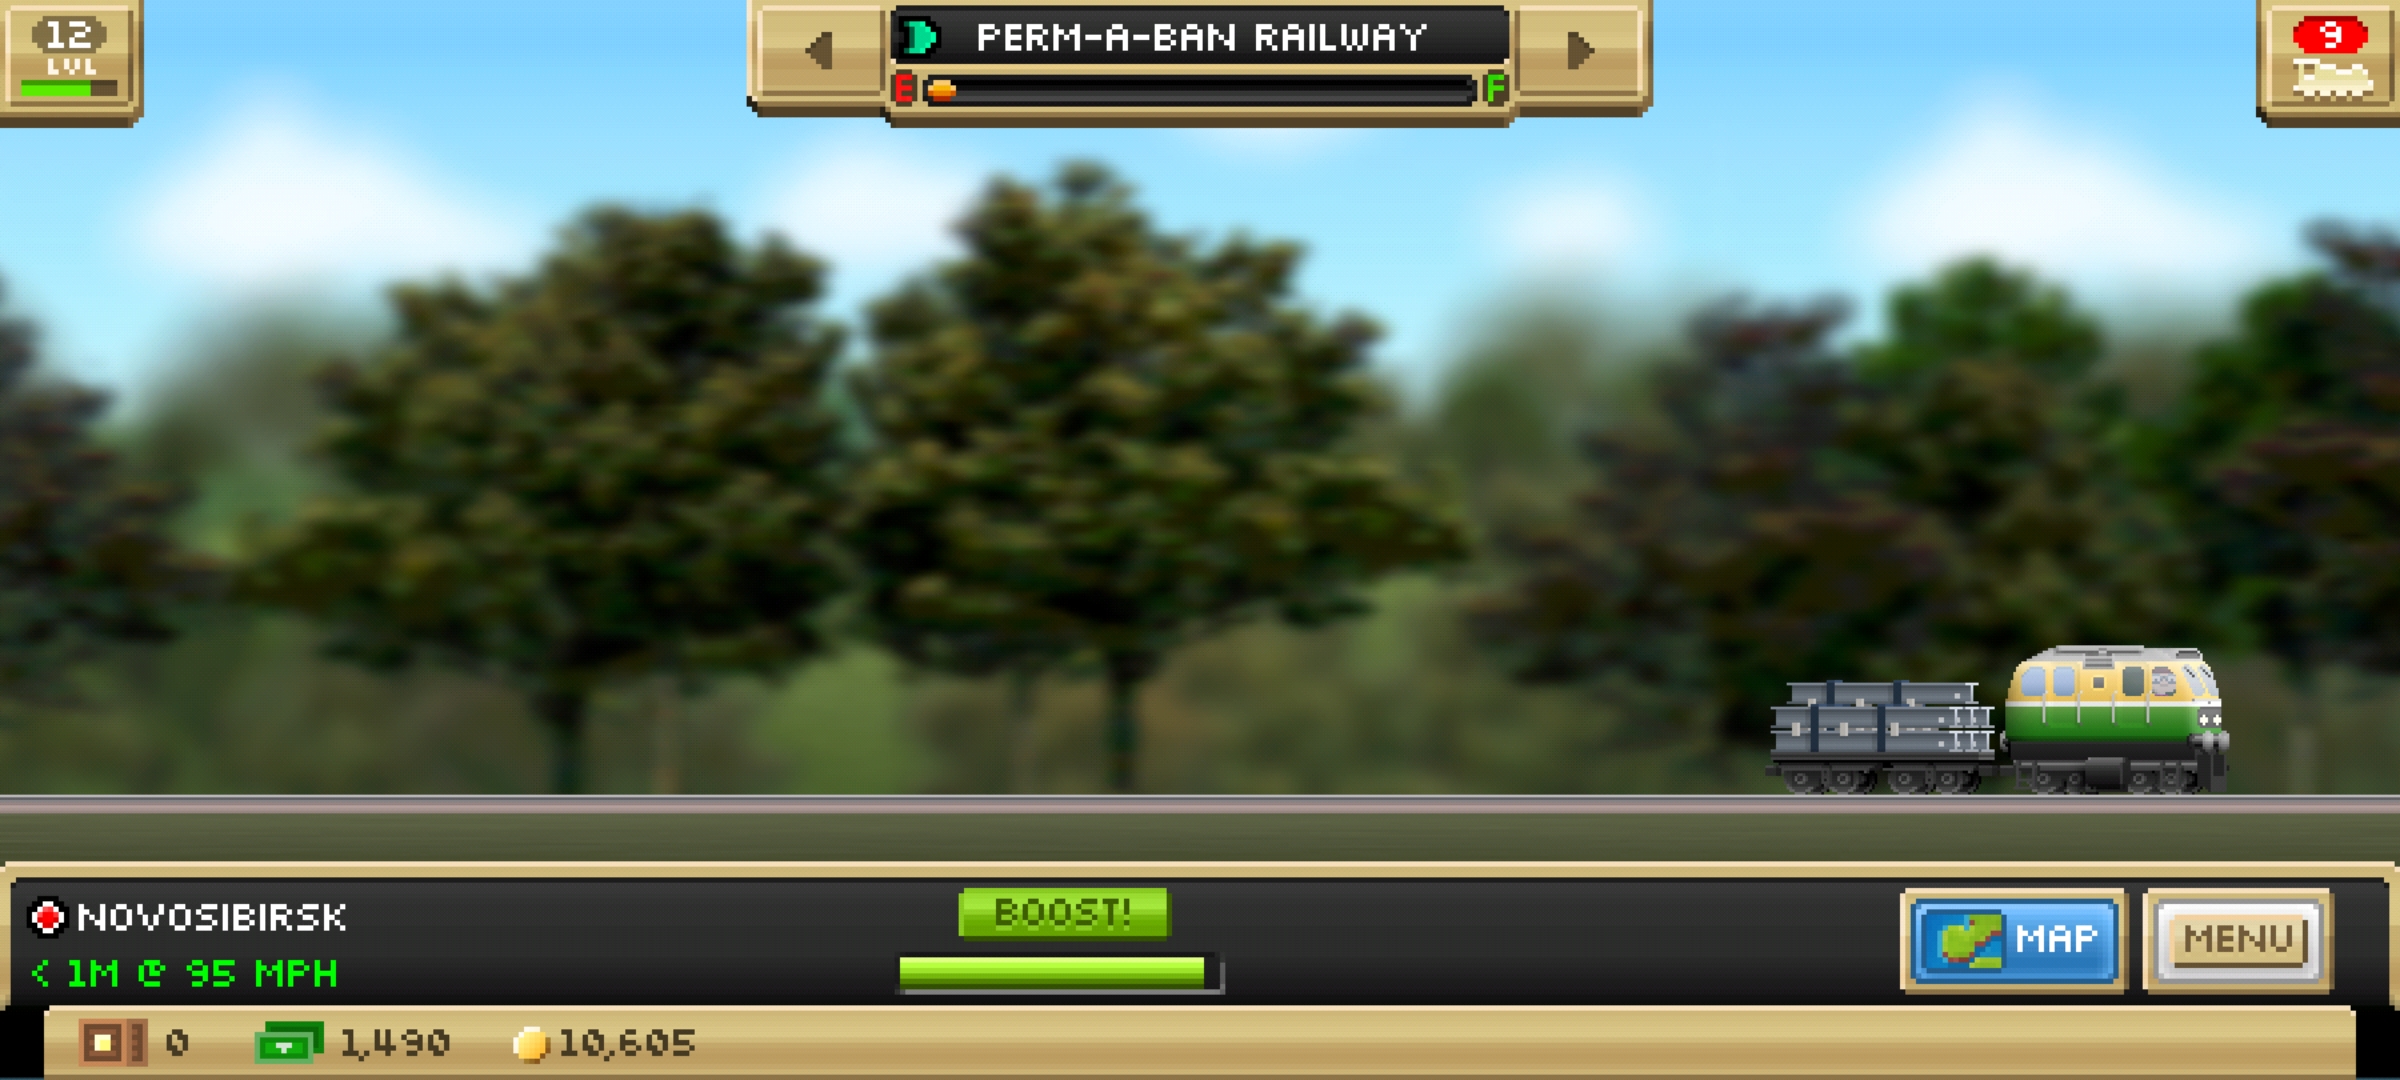 12
LVL
PERM-A-BAN RAILWAY
E F
9
NOVOSIBIRSK
BOOST!
< 1M @ 95 MPH
MAP
MENU
0 1,490 10,605